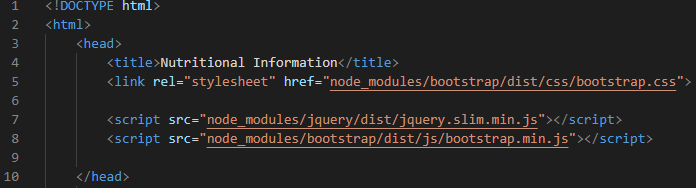 1 <!DOCTYPE html>
2 <html>
3 <head>
4 <title>Nutritional Information</title>
5 <link rel="stylesheet" href="node_modules/bootstrap/dist/css/bootstrap.css">
6
7 <script src="node_modules/jquery/dist/jquery.slim.min.js"></script>
8 <script src="node_modules/bootstrap/dist/js/bootstrap.min.js"></script>
9
10 </head>